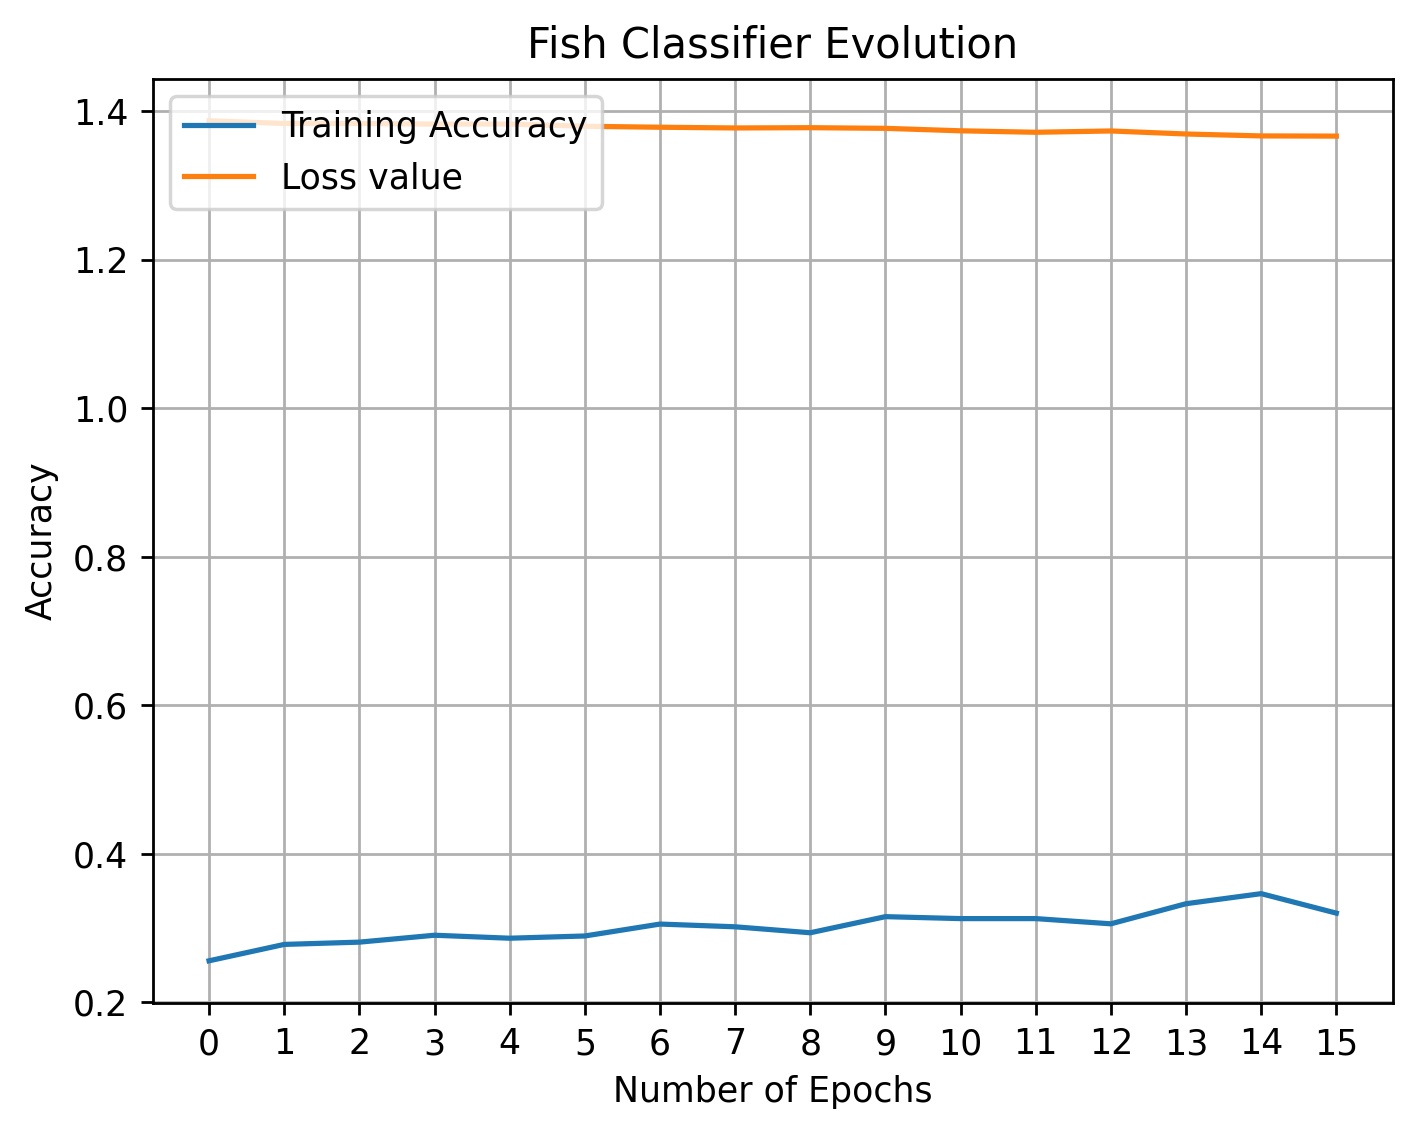 Fish Classifier Evolution
Training Accuracy
Loss value
1.4
1.2
1.0
0.8
0.6
0.4
0.2
Accuracy
0 1 2 3 4 5 6 7 8 9 10 11 12 13 14 15
Number of Epochs